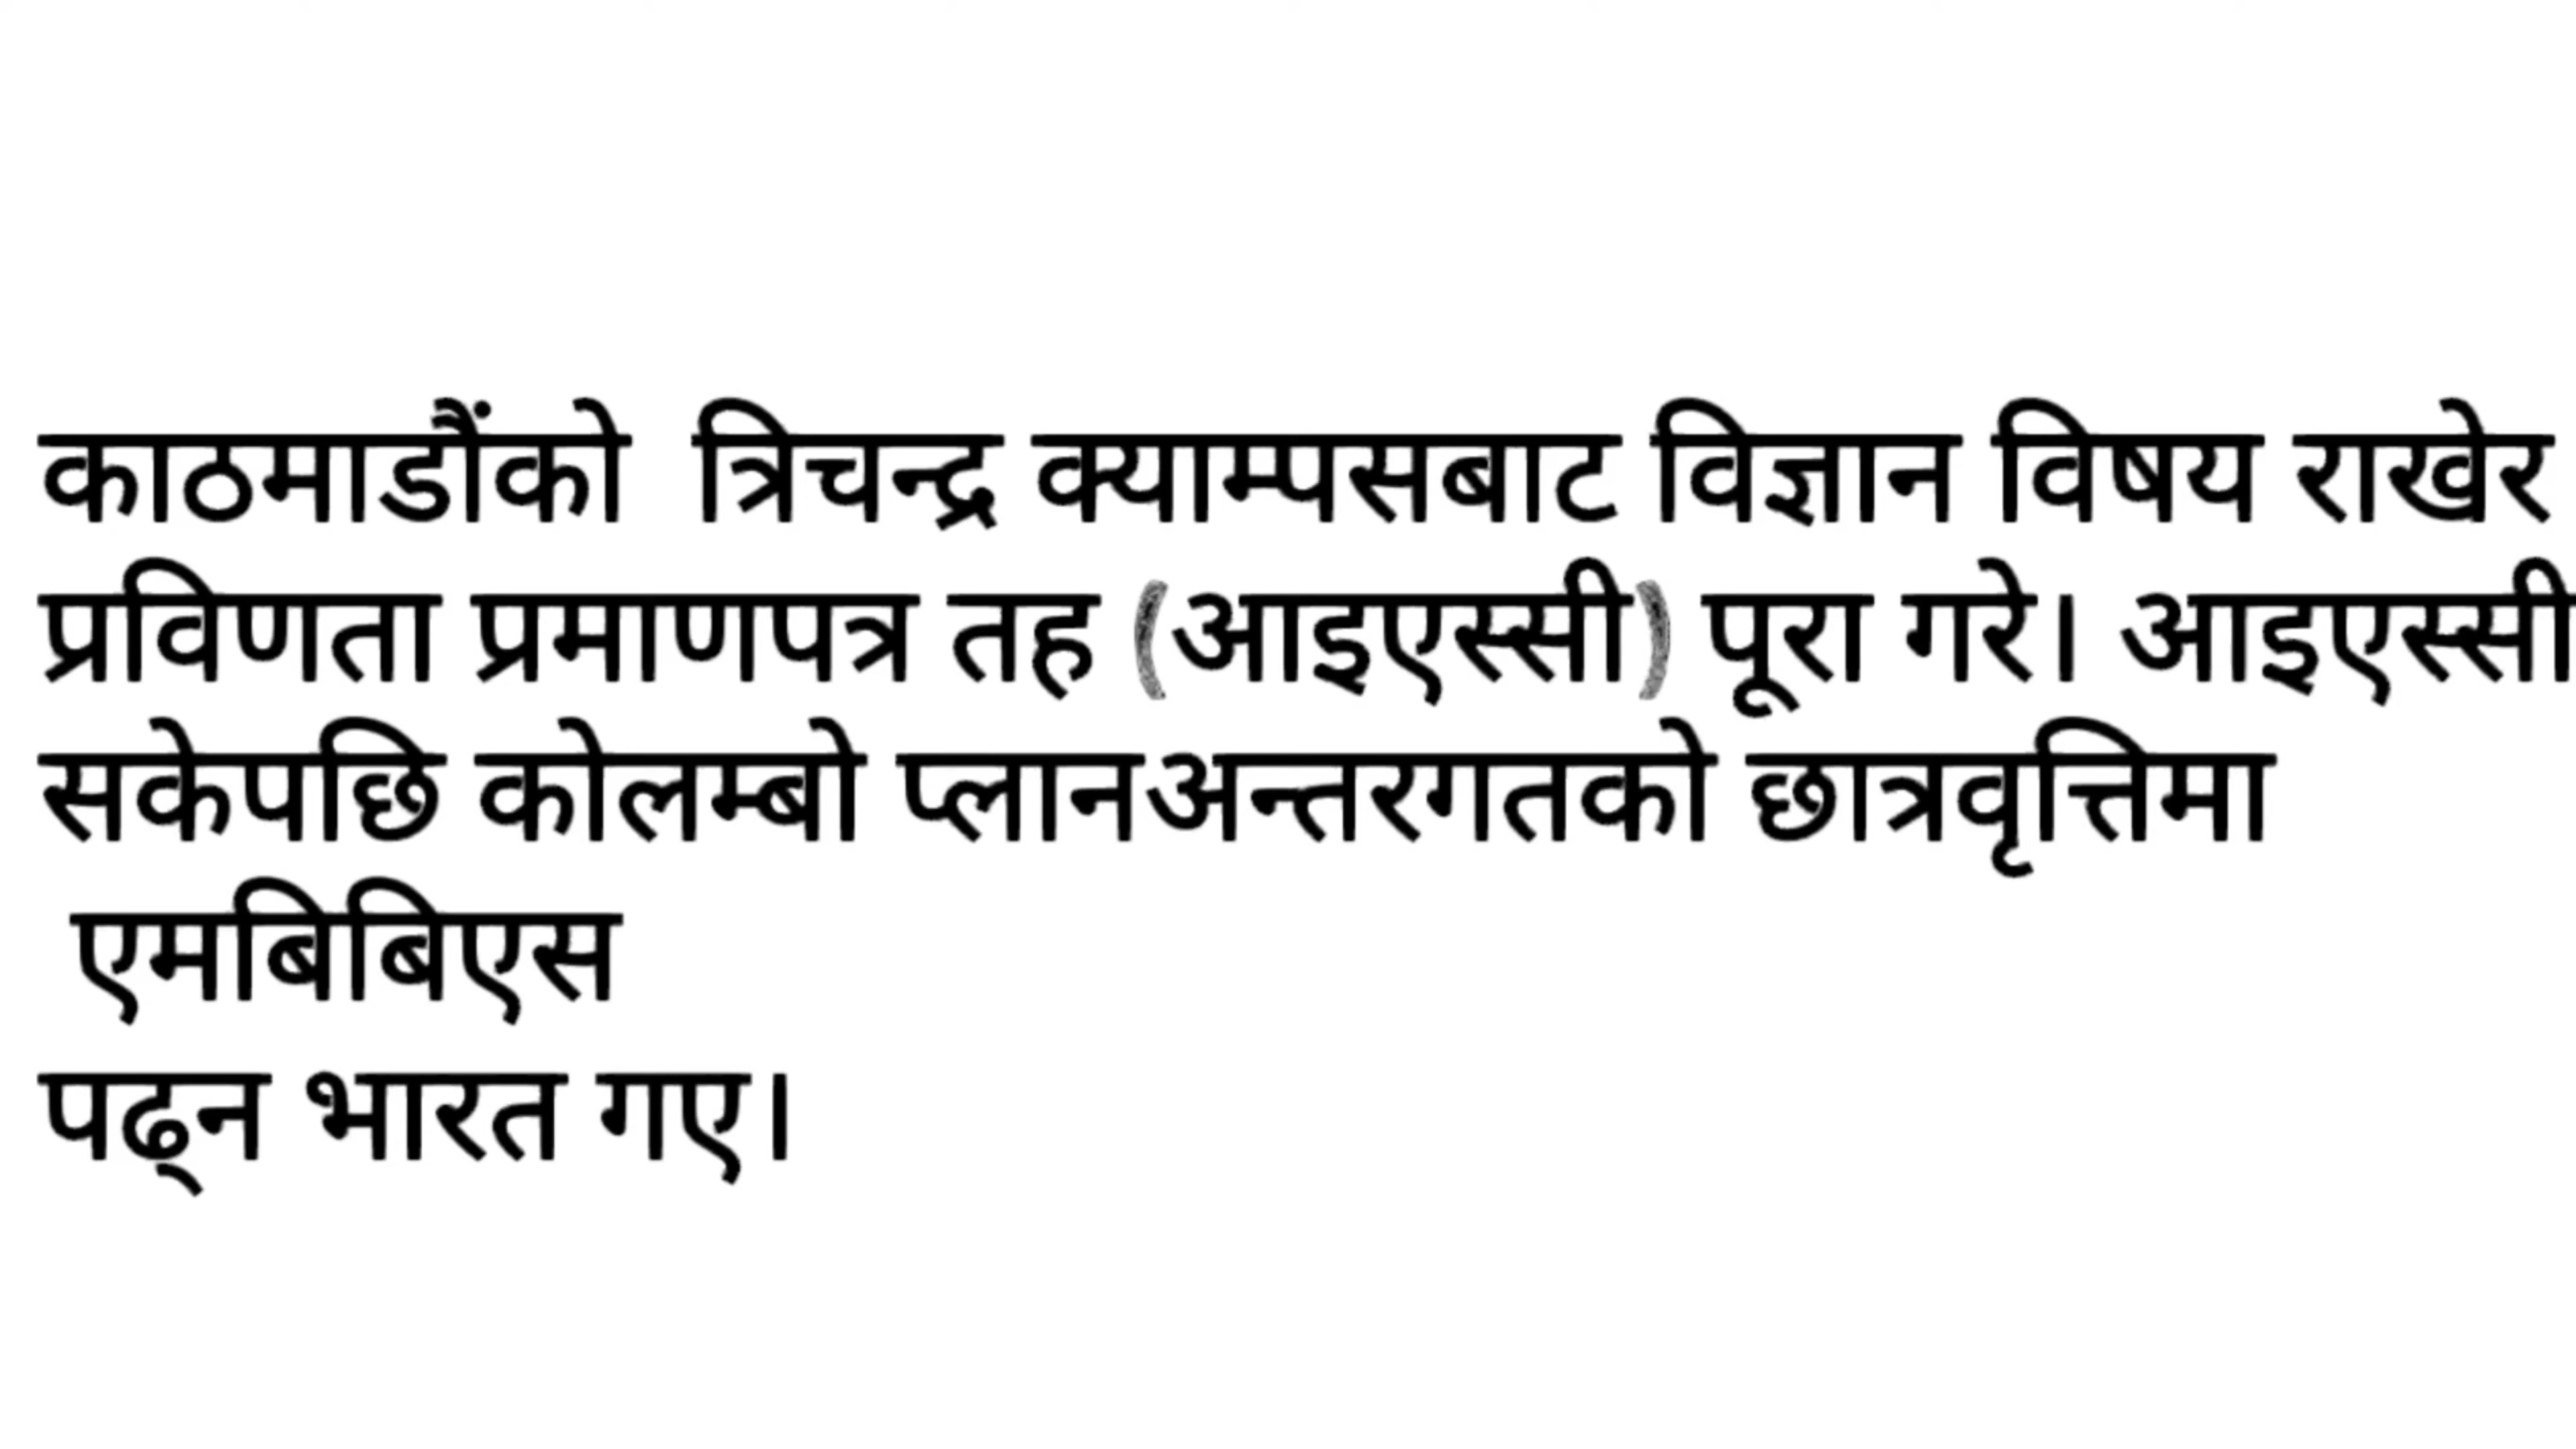 काठमाडौंको त्रिचन्द्र क्याम्पसबाट विज्ञान विषय राखेर
प्रविणता प्रमाणपत्र तह (आइएस्सी) पूरा गरे। आइएस्सी
सकेपछि कोलम्बो प्लानअन्तरगतको छात्रवृत्तिमा
एमबिबिएस
पढ्न भारत गए।